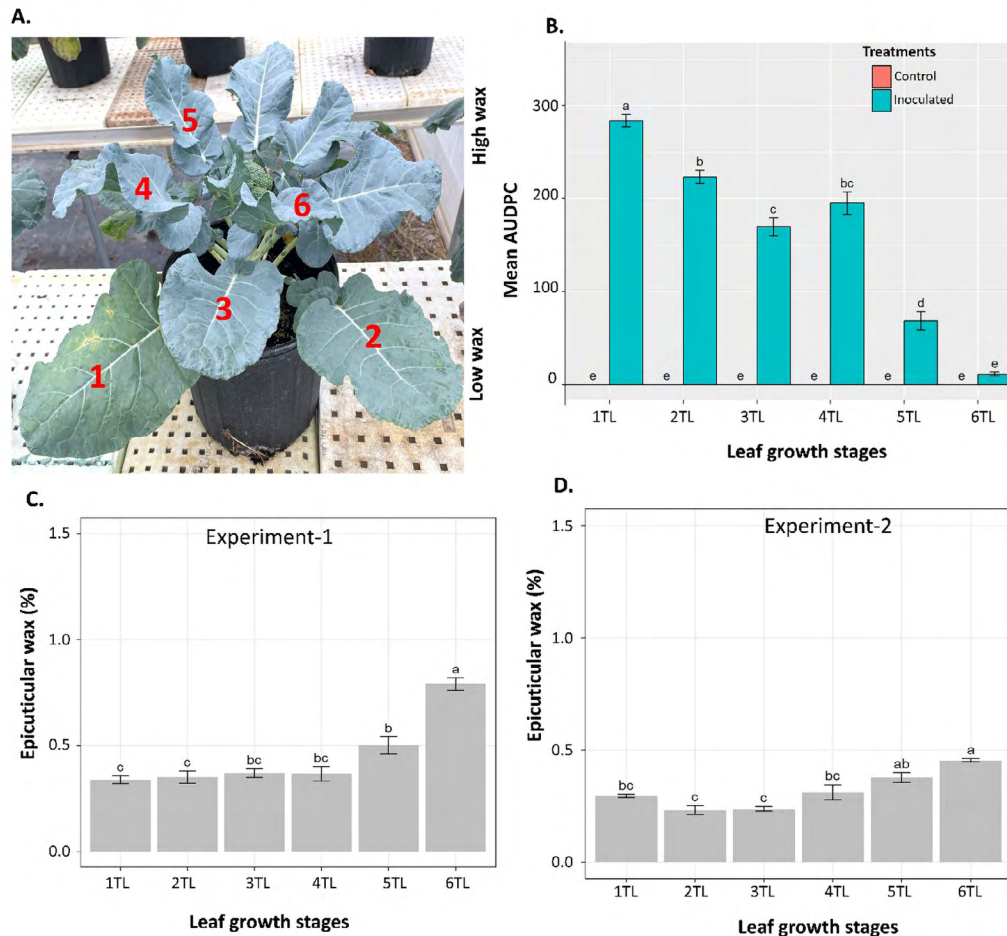 A.
5
4
6
3
2
1
High wax
Low wax
B.
Treatments
Control
Inoculated
Mean AUDPC
300
200
100
0
a
b
c
bc
d
e
e e e e e e
1TL 2TL 3TL 4TL 5TL 6TL
Leaf growth stages
C.
Experiment-1
Epicuticular wax (%)
1.5
1.0
0.5
0.0
c c bc bc b a
1TL 2TL 3TL 4TL 5TL 6TL
Leaf growth stages
D.
Experiment-2
Epicuticular wax (%)
1.5
1.0
0.5
0.0
bc c c bc ab a
1TL 2TL 3TL 4TL 5TL 6TL
Leaf growth stages